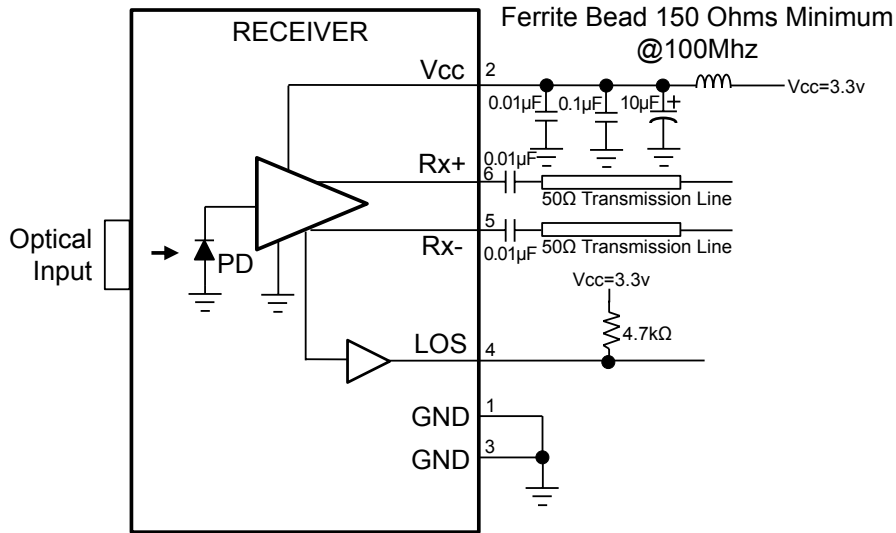 RECEIVER
Ferrite Bead 150 Ohms Minimum
@100Mhz
Vcc
2
Vcc=3.3v
0.01µF
0.1µF
10µF
+
Rx+
6
0.01µF
50Ω Transmission Line
Rx-
5
0.01µF
50Ω Transmission Line
Optical
Input
PD
Vcc=3.3v
4.7kΩ
LOS
4
GND
1
GND
3